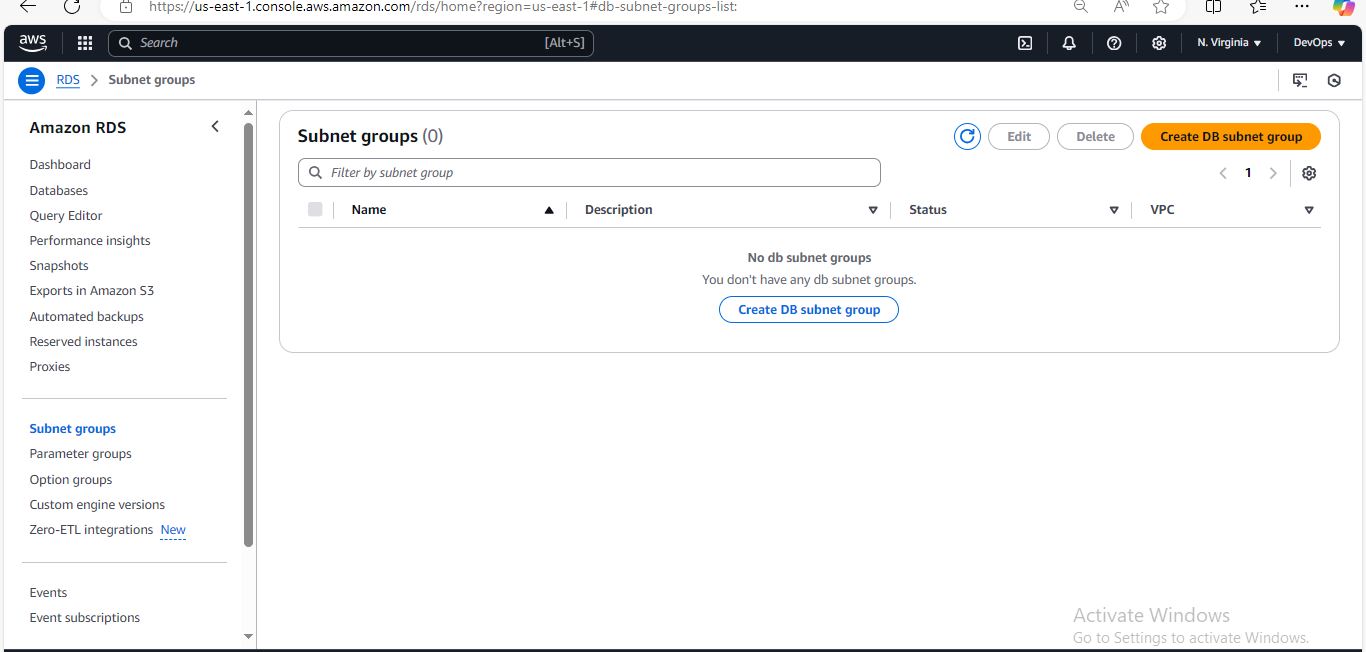 https://us-east-1.console.aws.amazon.com/rds/home?region=us-east-1#db-subnet-groups-list:
aws Search [Alt+S] N. Virginia DevOps
RDS Subnet groups
Amazon RDS
Dashboard
Databases
Query Editor
Performance insights
Snapshots
Exports in Amazon S3
Automated backups
Reserved instances
Proxies
Subnet groups
Parameter groups
Option groups
Custom engine versions
Zero-ETL integrations New
Events
Event subscriptions
Subnet groups (0) Edit Delete Create DB subnet group
Filter by subnet group 1
Name Description Status VPC
No db subnet groups
You don't have any db subnet groups.
Create DB subnet group
Activate Windows
Go to Settings to activate Windows.